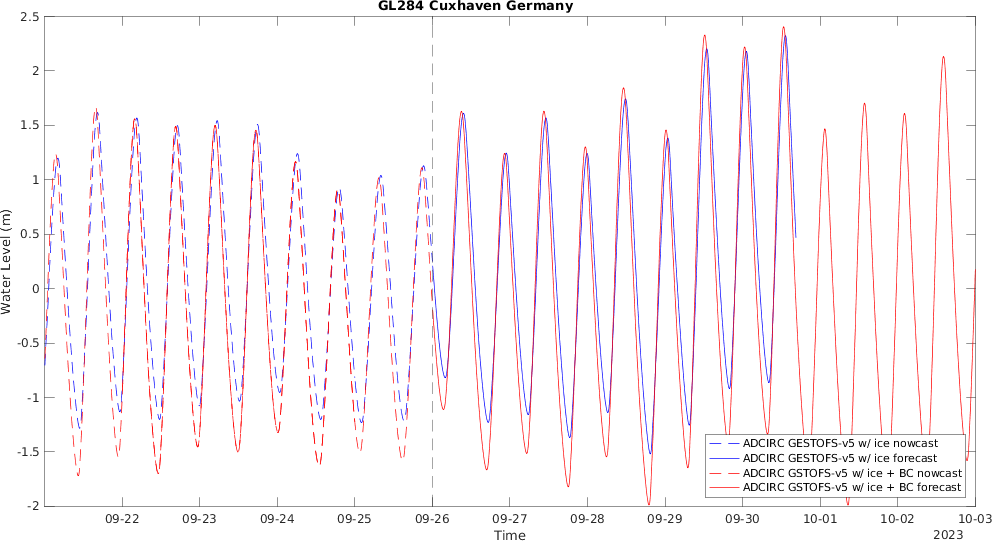 GL284 Cuxhaven Germany
2.5
2
1.5
1
0.5
0
-0.5
-1
-1.5
-2
Water Level (m)
09-22 09-23 09-24 09-25 09-26 09-27 09-28 09-29 09-30 10-01 10-02 10-03
Time
2023
ADCIRC GESTOFS-v5 w/ ice nowcast
ADCIRC GESTOFS-v5 w/ ice forecast
ADCIRC GSTOFS-v5 w/ ice + BC nowcast
ADCIRC GSTOFS-v5 w/ ice + BC forecast